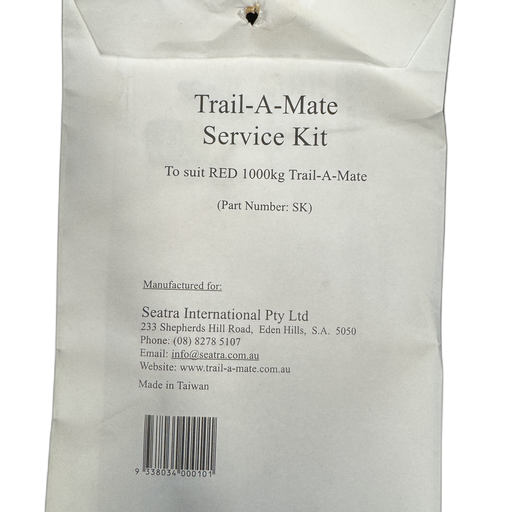 Trail-A-Mate
Service Kit
To suit RED 1000kg Trail-A-Mate
(Part Number: SK)
Manufactured for:
Seatra International Pty Ltd
233 Shepherds Hill Road, Eden Hills, S.A. 5050
Phone: (08) 8278 5107
Email: info@seatra.com.au
Website: www.trail-a-mate.com.au
Made in Taiwan
9 338034 000101